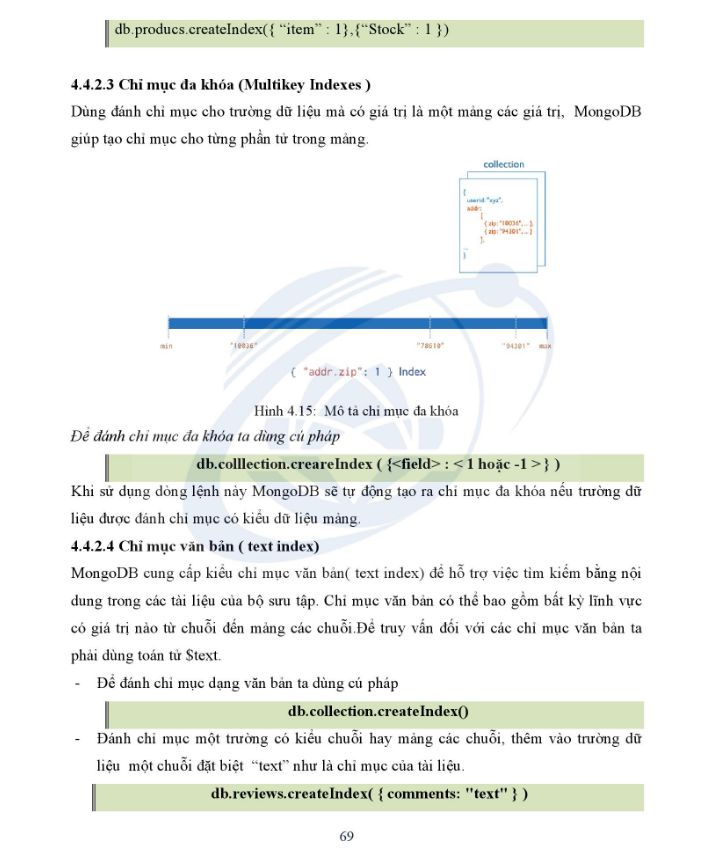 db.producs.createIndex({ “item” : 1},{“Stock” : 1 })
4.4.2.3 Chỉ mục đa khóa (Multikey Indexes )
Dùng đánh chỉ mục cho trường dữ liệu mà có giá trị là một mảng các giá trị, MongoDB
giúp tạo chỉ mục cho từng phần tử trong mảng.
collection
{
userid:"xyz",
addr:
[
{zip:"10036",...},
{zip:"94301",...}
],
...
}
min "10036" "78610" "94301" max
{ "addr.zip": 1 } Index
Hình 4.15: Mô tả chỉ mục đa khóa
Để đánh chỉ mục đa khóa ta dùng cú pháp
db.colllection.creareIndex ( {<field> : < 1 hoặc -1 > } )
Khi sử dụng dòng lệnh này MongoDB sẽ tự động tạo ra chỉ mục đa khóa nếu trường dữ
liệu được đánh chỉ mục có kiểu dữ liệu mảng.
4.4.2.4 Chỉ mục văn bản ( text index)
MongoDB cung cấp kiểu chỉ mục văn bản( text index) để hỗ trợ việc tìm kiếm bằng nội
dung trong các tài liệu của bộ sưu tập. Chỉ mục văn bản có thể bao gồm bất kỳ lĩnh vực
có giá trị nào từ chuỗi đến mảng các chuỗi.Để truy vấn đối với các chỉ mục văn bản ta
phải dùng toán tử $text.
- Để đánh chỉ mục dạng văn bản ta dùng cú pháp
db.collection.createIndex()
- Đánh chỉ mục một trường có kiểu chuỗi hay mảng các chuỗi, thêm vào trường dữ
liệu một chuỗi đặt biệt “text” như là chỉ mục của tài liệu.
db.reviews.createIndex( { comments: "text" } )
69